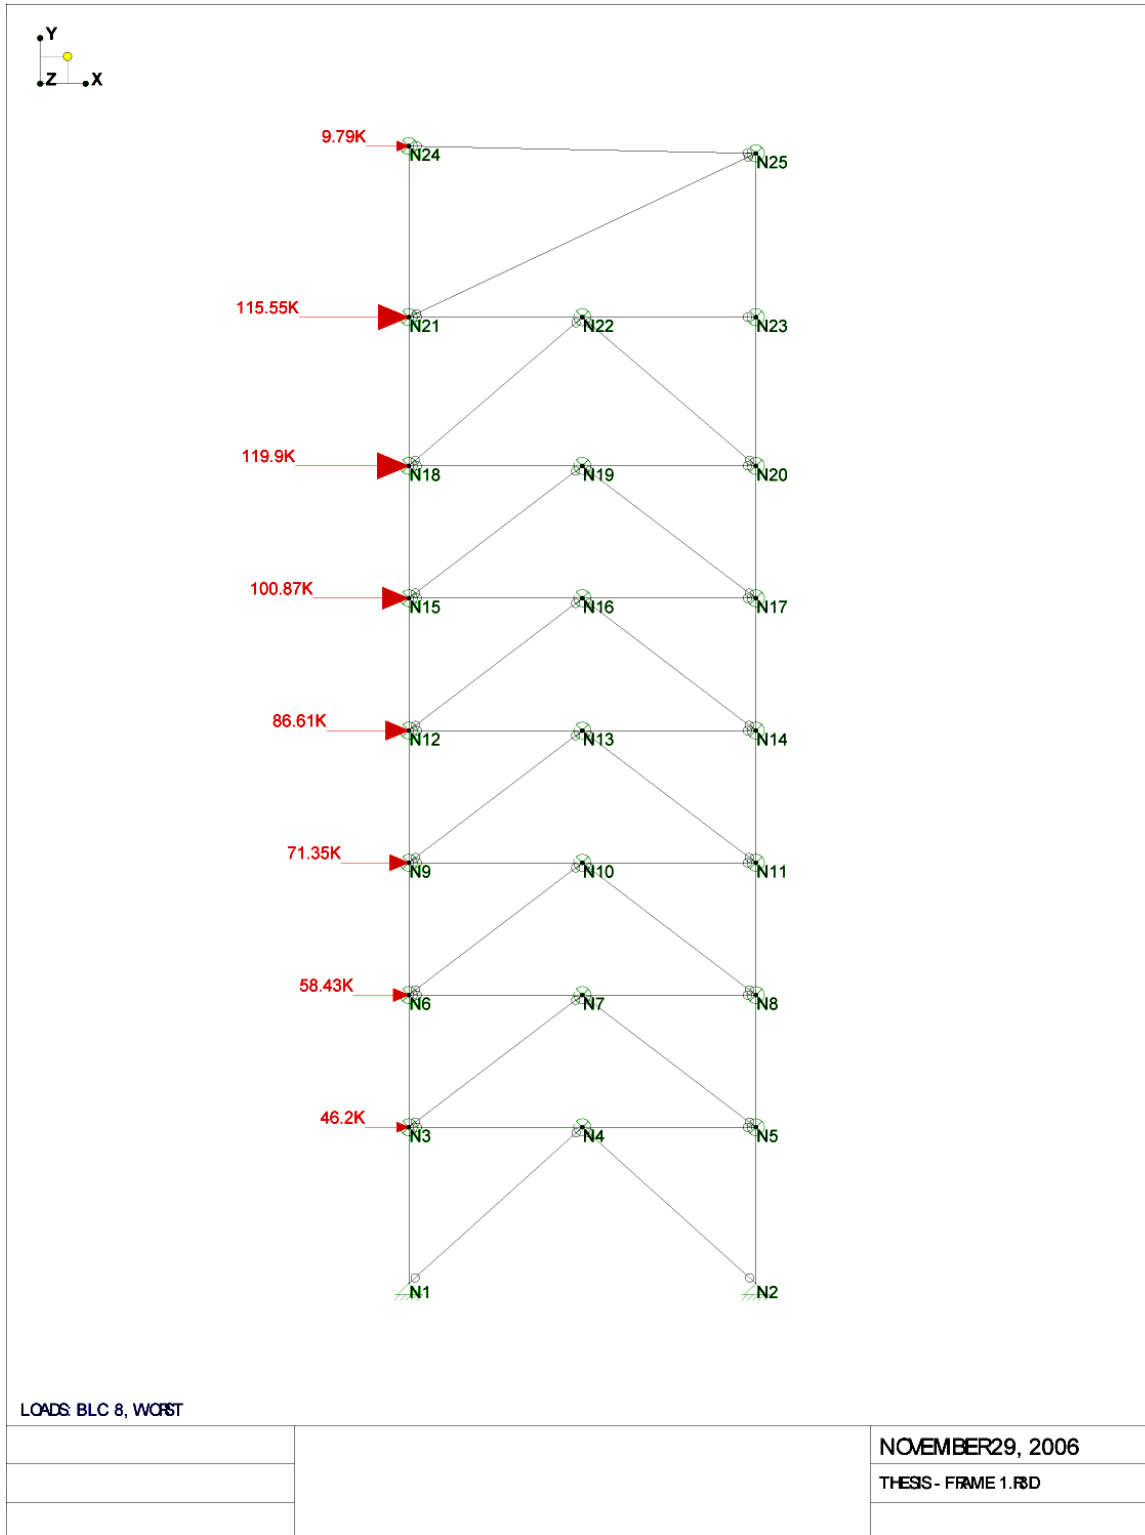 Y
Z X
9.79K
N24
N25
115.55K
N21 N22 N23
119.9K
N18 N19 N20
100.87K
N15 N16 N17
86.61K
N12 N13 N14
71.35K
N9 N10 N11
58.43K
N6 N7 N8
46.2K
N3 N4 N5
N1 N2
LOADS: BLC 8, WORST
NOVEMBER 29, 2006
THESIS - FRAME 1.R3D